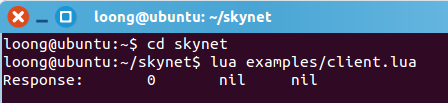 loong@ubuntu: ~/skynet
loong@ubuntu:~$ cd skynet
loong@ubuntu:~/skynet$ lua examples/client.lua
Response:	0	nil	nil